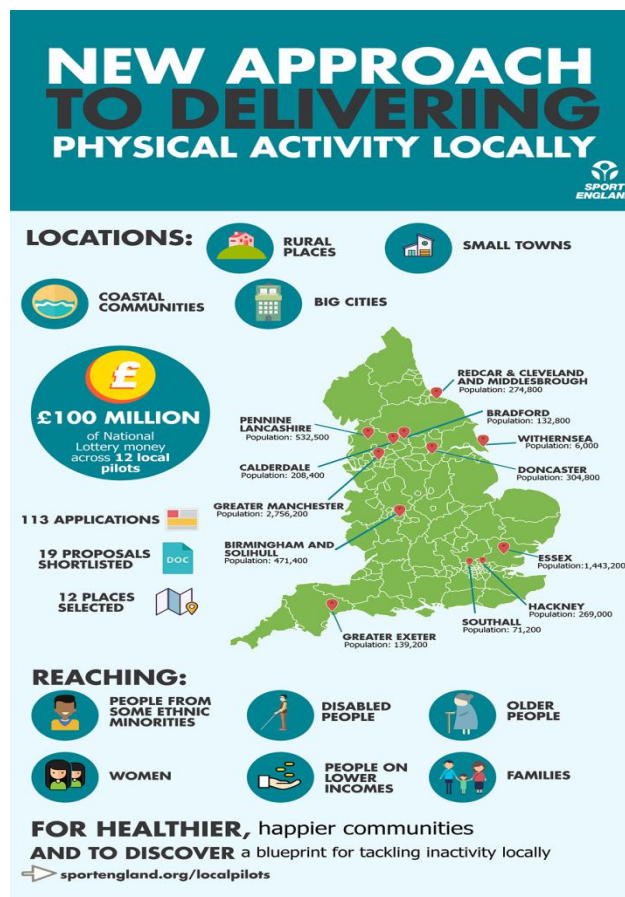 NEW APPROACH
TO DELIVERING
PHYSICAL ACTIVITY LOCALLY
SPORT
ENGLAN
LOCATIONS:
RURAL
PLACES
SMALL TOWNS
COASTAL
COMMUNITIES
BIG CITIES
£
£100 MILLION
of National
Lottery money
across 12 local
pilots
113 APPLICATIONS
19 PROPOSALS
SHORTLISTED
DOC
12 PLACES
SELECTED
REDCAR & CLEVELAND
AND MIDDLESBROUGH
Population: 274,800
BRADFORD
Population: 132,800
PENNINE
LANCASHIRE
Population: 532,500
WITHERNSEA
Population: 6,000
CALDERDALE
Population: 208,400
DONCASTER
Population: 304,800
GREATER MANCHESTER
Population: 2,756,200
BIRMINGHAM AND
SOLIHULL
Population: 471,400
ESSEX
Population:1,443,200
HACKNEY
Population: 269,000
SOUTHALL
Population: 71,200
GREATER EXETER
Population: 139,200
REACHING:
PEOPLE FROM
SOME ETHNIC
MINORITIES
DISABLED
PEOPLE
OLDER
PEOPLE
WOMEN
PEOPLE ON
LOWER
INCOMES
FAMILIES
FOR HEALTHIER, happier communities
AND TO DISCOVER a blueprint for tackling inactivity locally
sportengland.org/localpilots